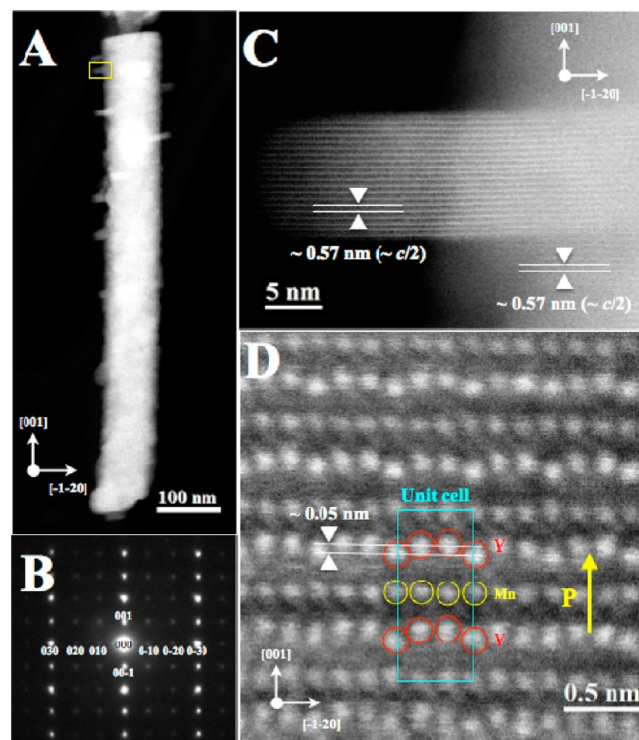 A
[001]
[-1-20]
100 nm
B
001
000
030 020 010 0-10 0-20 0-30
00-1
C
[001]
[-1-20]
~ 0.57 nm (~ c/2)
5 nm
~ 0.57 nm (~ c/2)
D
Unit cell
~ 0.05 nm
Y
Mn
P
Y
[001]
[-1-20]
0.5 nm